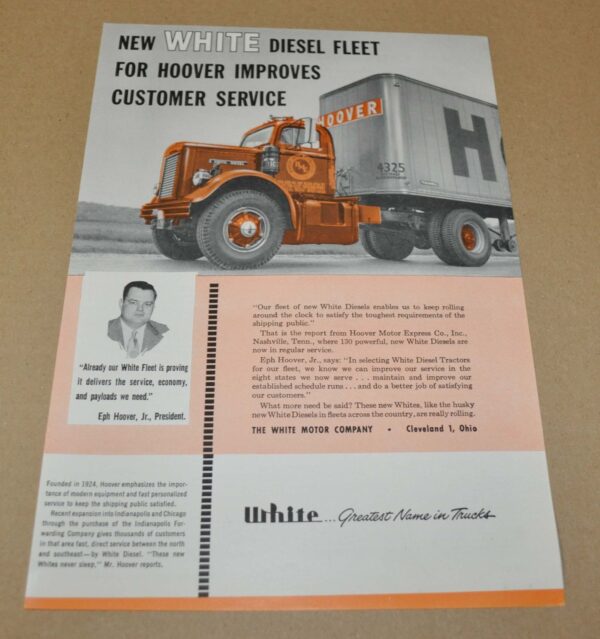 NEW WHITE DIESEL FLEET
FOR HOOVER IMPROVES
CUSTOMER SERVICE
HOOVER
4325
HO
"Already our White Fleet is proving
it delivers the service, economy,
and payloads we need."
Eph Hoover, Jr., President.
"Our fleet of new White Diesels enables us to keep rolling
around the clock to satisfy the toughest requirements of the
shipping public."
That is the report from Hoover Motor Express Co., Inc.,
Nashville, Tenn., where 130 powerful, new White Diesels are
now in regular service.
Eph Hoover, Jr., says: "In selecting White Diesel Tractors
for our fleet, we know we can improve our service in the
eight states we now serve . . . maintain and improve our
established schedule runs . . . and do a better job of satisfying
our customers."
What more need be said? These new Whites, like the husky
new White Diesels in fleets across the country, are really rolling.
THE WHITE MOTOR COMPANY • Cleveland 1, Ohio
Founded in 1924, Hoover emphasizes the impor-
tance of modern equipment and fast personalized
service to keep the shipping public satisfied.
Recent expansion into Indianapolis and Chicago
through the purchase of the Indianapolis For-
warding Company gives thousands of customers
in that area fast, direct service between the north
and southeast—by White Diesel. "These new
Whites never sleep," Mr. Hoover reports.
White...Greatest Name in Trucks